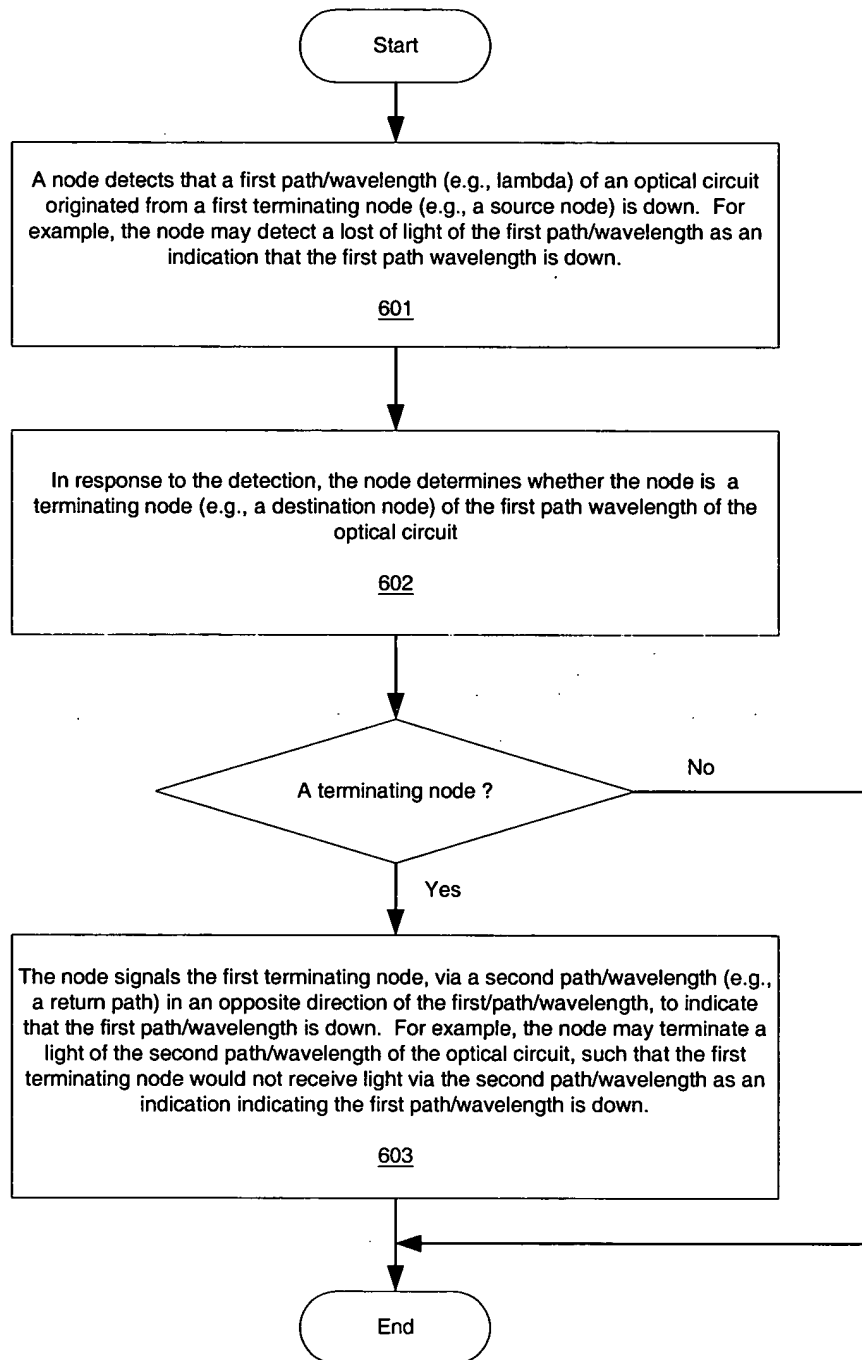 Start
A node detects that a first path/wavelength (e.g., lambda) of an optical circuit
originated from a first terminating node (e.g., a source node) is down. For
example, the node may detect a lost of light of the first path/wavelength as an
indication that the first path wavelength is down.
601
In response to the detection, the node determines whether the node is a
terminating node (e.g., a destination node) of the first path wavelength of the
optical circuit
602
A terminating node ?
No
Yes
The node signals the first terminating node, via a second path/wavelength (e.g.,
a return path) in an opposite direction of the first/path/wavelength, to indicate
that the first path/wavelength is down. For example, the node may terminate a
light of the second path/wavelength of the optical circuit, such that the first
terminating node would not receive light via the second path/wavelength as an
indication indicating the first path/wavelength is down.
603
End